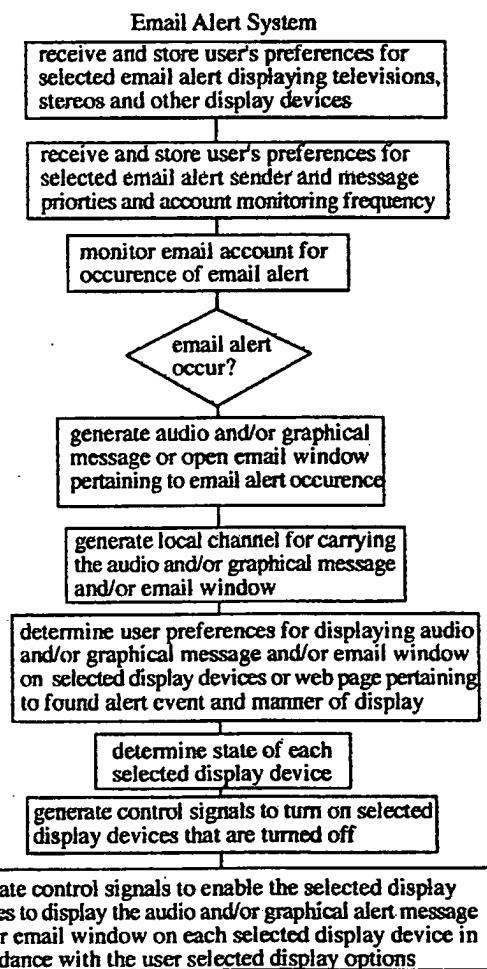 Email Alert System
receive and store user's preferences for
selected email alert displaying televisions,
stereos and other display devices
receive and store user's preferences for
selected email alert sender and message
priorties and account monitoring frequency
monitor email account for
occurence of email alert
email alert
occur?
generate audio and/or graphical
message or open email window
pertaining to email alert occurence
generate local channel for carrying
the audio and/or graphical message
and/or email window
determine user preferences for displaying audio
and/or graphical message and/or email window
on selected display devices or web page pertaining
to found alert event and manner of display
determine state of each
selected display device
generate control signals to turn on selected
display devices that are turned off
ate control signals to enable the selected display
es to display the audio and/or graphical alert message
r email window on each selected display device in
dance with the user selected display options